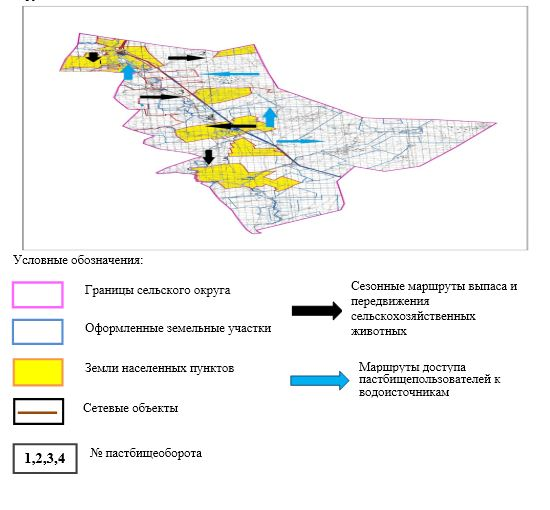 Условные обозначения:
Границы сельского округа
Оформленные земельные участки
Земли населенных пунктов
Сетевые объекты
1,2,3,4
№ пастбищеоборота
Сезонные маршруты выпаса и
передвижения
сельскохозяйственных
животных
Маршруты доступа
пастбищепользователей к
водоисточникам